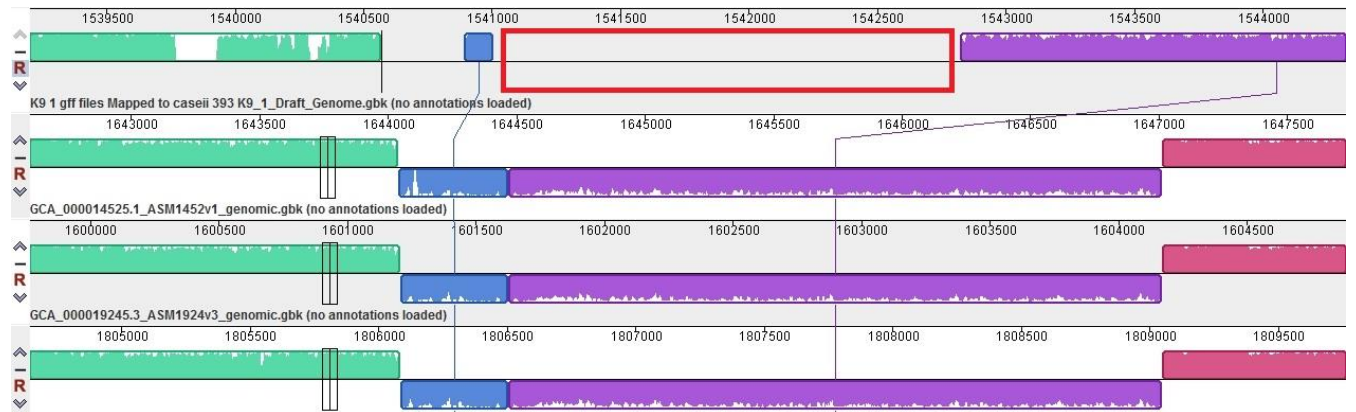 1539500 1540000 1540500 1541000 1541500 1542000 1542500 1543000 1543500 1544000
R
K9 1 gff files Mapped to caseii 393 K9_1_Draft_Genome.gbk (no annotations loaded)
1643000 1643500 1644000 1644500 1645000 1645500 1646000 1646500 1647000 1647500
R
GCA_000014525.1_ASM1452v1_genomic.gbk (no annotations loaded)
1600000 1600500 1601000 1601500 1602000 1602500 1603000 1603500 1604000 1604500
R
GCA_000019245.3_ASM1924v3_genomic.gbk (no annotations loaded)
1805000 1805500 1806000 1806500 1807000 1807500 1808000 1808500 1809000 1809500
R